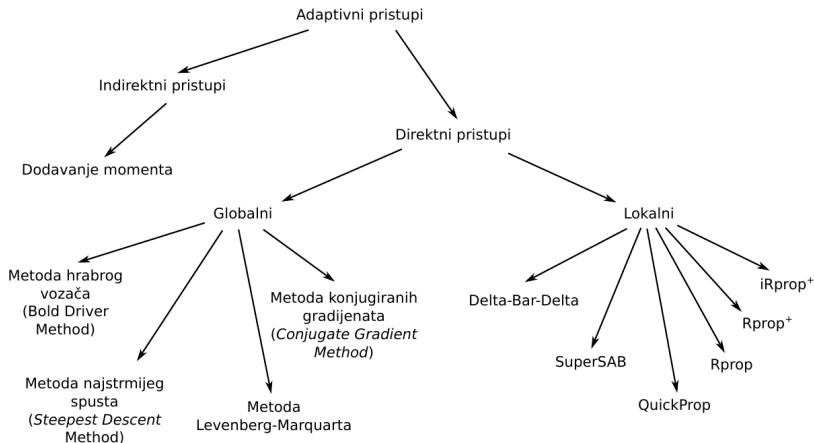 Adaptivni pristupi
Indirektni pristupi
Direktni pristupi
Dodavanje momenta
Globalni
Lokalni
Metoda hrabrog
vozača
(Bold Driver
Method)
Metoda najstrmijeg
spusta
(Steepest Descent
Method)
Metoda
Levenberg-Marquarta
Metoda konjugiranih
gradijenata
(Conjugate Gradient
Method)
Delta-Bar-Delta
SuperSAB
QuickProp
Rprop
Rprop⁺
iRprop⁺